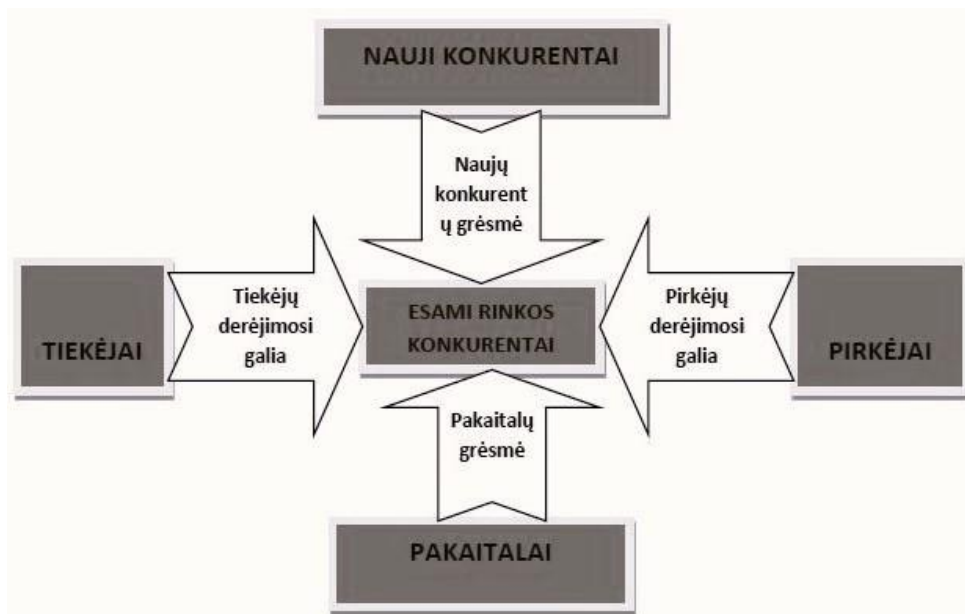 NAUJI KONKURENTAI
Naujų
konkurent
ų grėsmė
TIEKĖJAI
Tiekėjų
derėjimosi
galia
ESAMI RINKOS
KONKURENTAI
Pirkėjų
derėjimosi
galia
PIRKĖJAI
Pakaitalų
grėsmė
PAKAITALAI